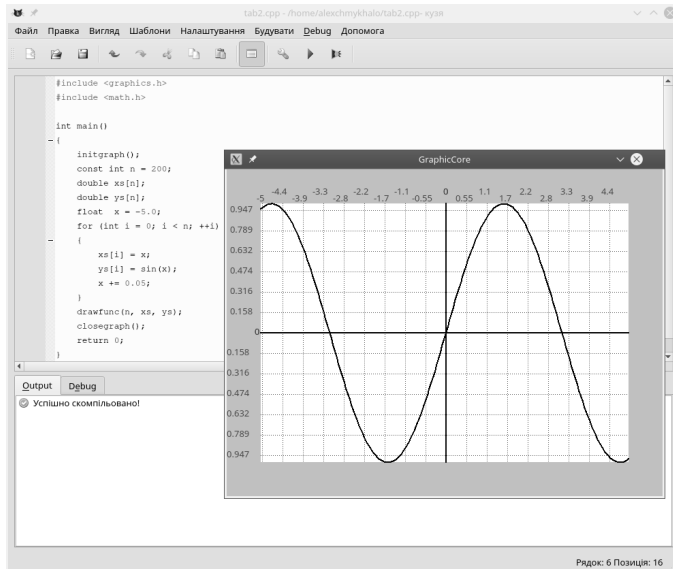 tab2.cpp - /home/alexchmykhalo/tab2.cpp- кузя
Файл Правка Вигляд Шаблони Налаштування Будувати Debug Допомога
#include <graphics.h>
#include <math.h>
int main()
{
initgraph();
const int n = 200;
double xs[n];
double ys[n];
float x = -5.0;
for (int i = 0; i < n; ++i)
{
xs[i] = x;
ys[i] = sin(x);
x += 0.05;
}
drawfunc(n, xs, ys);
closegraph();
return 0;
}
GraphicCore
-4.4 -3.3 -2.2 -1.1 0 1.1 2.2 3.3 4.4
-5 -3.9 -2.8 -1.7 -0.55 0.55 1.7 2.8 3.9
0.947
0.789
0.632
0.474
0.316
0.158
0
0.158
0.316
0.474
0.632
0.789
0.947
Output Debug
Успішно скомпільовано!
Рядок: 6 Позиція: 16